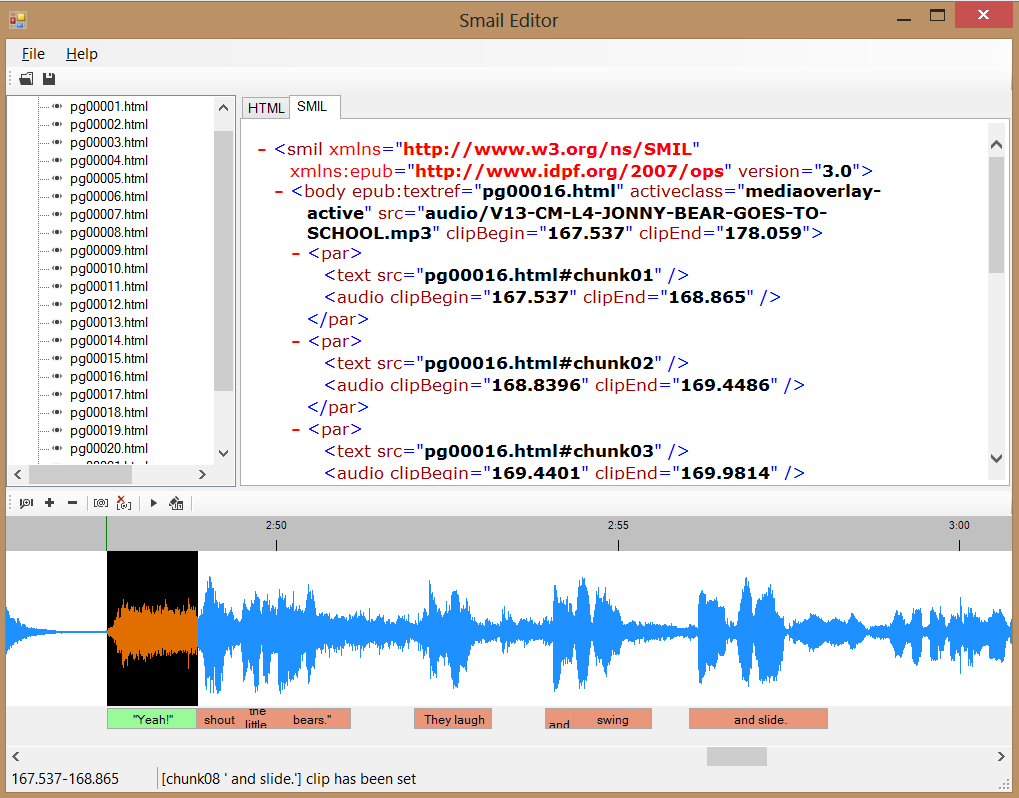 Smail Editor
File Help
pg00001.html
pg00002.html
pg00003.html
pg00004.html
pg00005.html
pg00006.html
pg00007.html
pg00008.html
pg00009.html
pg00010.html
pg00011.html
pg00012.html
pg00013.html
pg00014.html
pg00015.html
pg00016.html
pg00017.html
pg00018.html
pg00019.html
pg00020.html
HTML SMIL
- <smil xmlns="http://www.w3.org/ns/SMIL"
xmlns:epub="http://www.idpf.org/2007/ops" version="3.0">
- <body epub:textref="pg00016.html" activeclass="mediaoverlay-
active" src="audio/V13-CM-L4-JONNY-BEAR-GOES-TO-
SCHOOL.mp3" clipBegin="167.537" clipEnd="178.059">
- <par>
<text src="pg00016.html#chunk01" />
<audio clipBegin="167.537" clipEnd="168.865" />
</par>
- <par>
<text src="pg00016.html#chunk02" />
<audio clipBegin="168.8396" clipEnd="169.4486" />
</par>
- <par>
<text src="pg00016.html#chunk03" />
<audio clipBegin="169.4401" clipEnd="169.9814" />
2:50 2:55 3:00
"Yeah!" shout the little bears." They laugh and swing and slide.
167.537-168.865 [chunk08 ' and slide.'] clip has been set